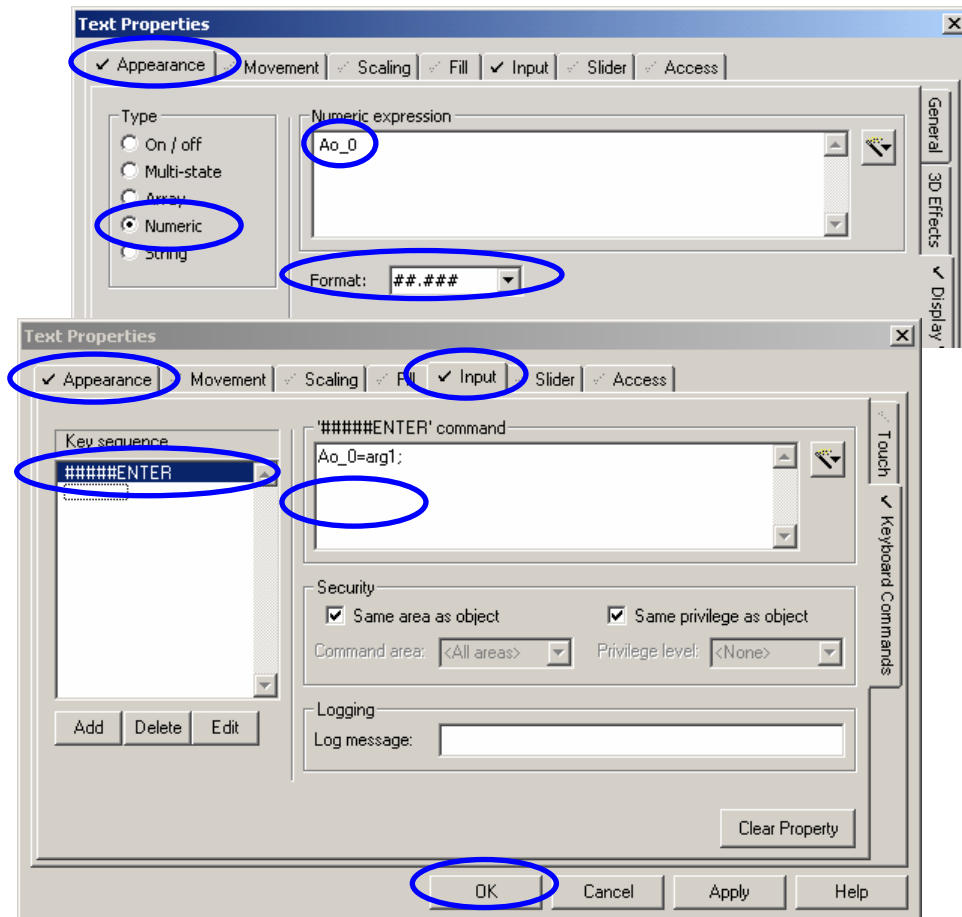 Text Properties
Appearance Movement Scaling Fill Input Slider Access
Type
On / off
Multi-state
Array
Numeric
String
Numeric expression
Ao_0
Format: ##.###
General
3D Effects
Display
Text Properties
Appearance Movement Scaling Fill Input Slider Access
Key sequence
#####ENTER
'#####ENTER' command
Ao_0=arg1;
Security
Same area as object Same privilege as object
Command area: <All areas> Privilege level: <None>
Add Delete Edit
Logging
Log message:
Clear Property
Touch
Keyboard Commands
OK Cancel Apply Help